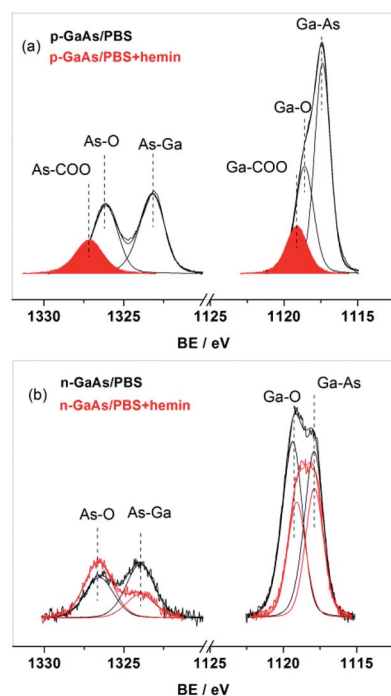 Ga-As
(a)
p-GaAs/PBS
p-GaAs/PBS+hemin
Ga-O
As-O
As-Ga
As-COO
Ga-COO
1330 1325 1125 1120 1115
BE / eV
(b)
n-GaAs/PBS
n-GaAs/PBS+hemin
Ga-O
Ga-As
As-O
As-Ga
1330 1325 1125 1120 1115
BE / eV